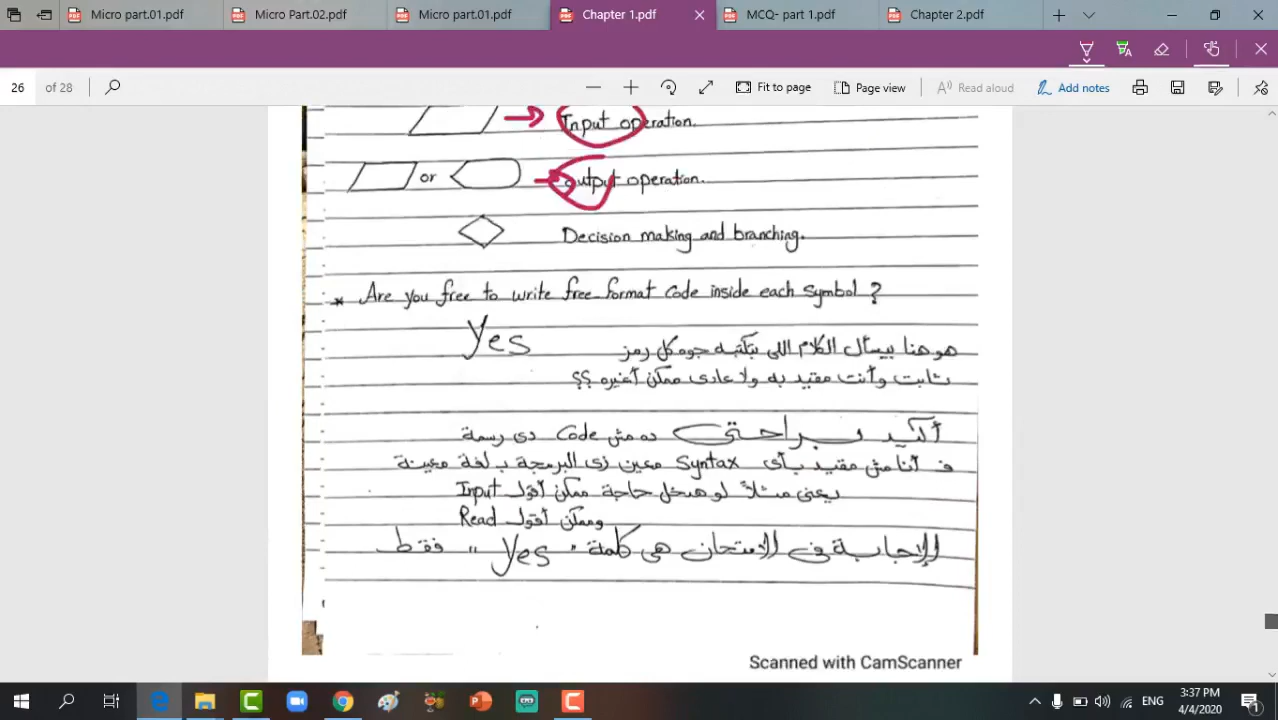 Micro part.01.pdf
Micro Part.02.pdf
Micro part.01.pdf
Chapter 1.pdf
MCQ- part 1.pdf
Chapter 2.pdf
26 of 28
Fit to page
Page view
Read aloud
Add notes
Input operation.
or
output operation.
Decision making and branching.
* Are you free to write free format Code inside each Symbol ?
Yes
هو هنا بيسأل الكلام اللى بتكتبه جوه كل رمز
ثابت وأنت مقيد به ولا عادى ممكن أغيره ؟؟
أكيد براحتى ده مش Code دى رسمة
ف أنا مش مقيد بأى Syntax معين زى البرمجة بـ لغة معينة
يعنى مثلاً لو هدخل حاجة ممكن أقول Input
وممكن أقول Read
الإجابة فى الامتحان هى كلمة " Yes " فقط
Scanned with CamScanner
ENG
3:37 PM
4/4/2020